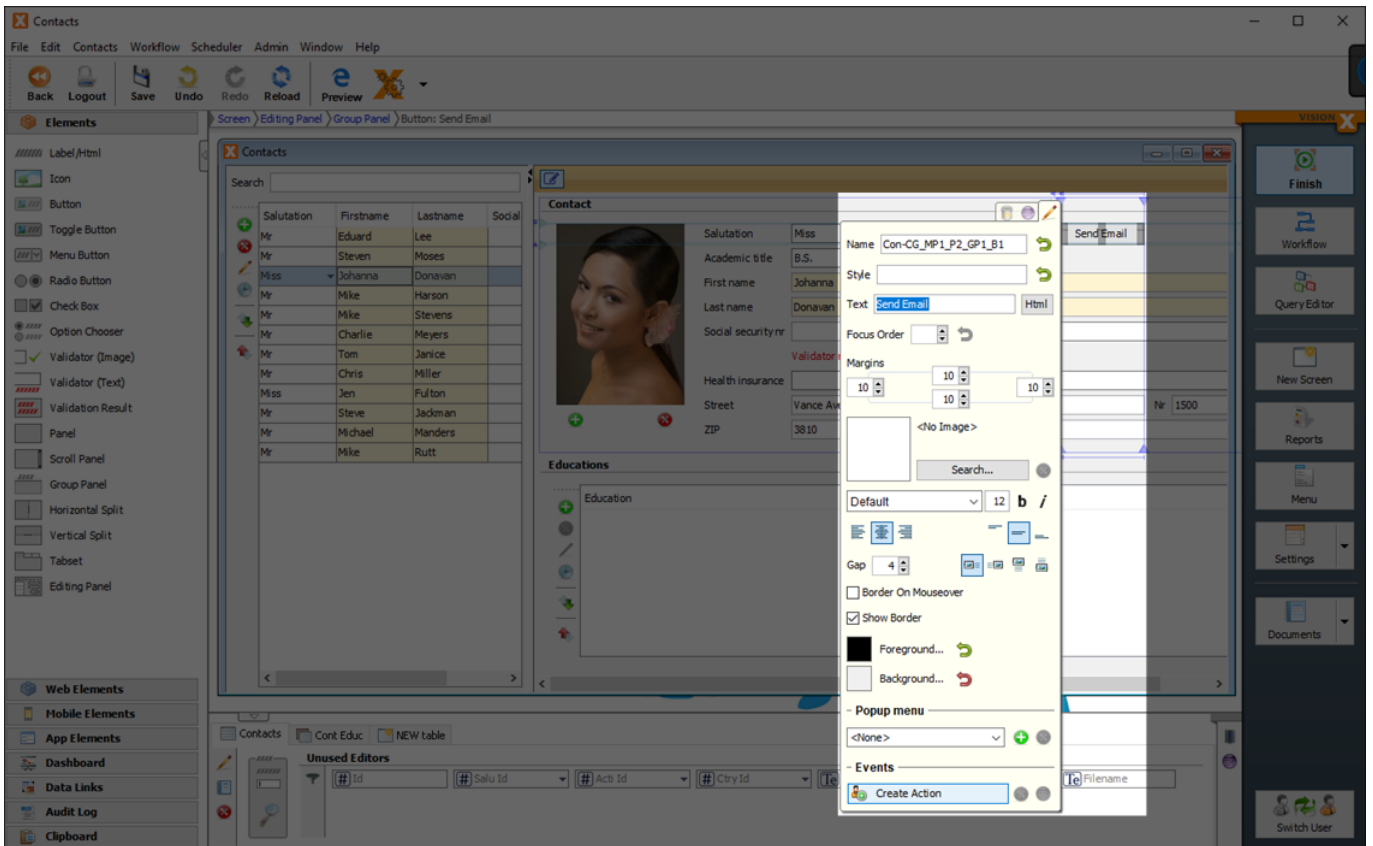 Contacts
File Edit Contacts Workflow Scheduler Admin Window Help
Back Logout Save Undo Redo Reload Preview
Elements
Screen Editing Panel Group Panel Button: Send Email
VISION X
Label/Html
Icon
Button
Toggle Button
Menu Button
Radio Button
Check Box
Option Chooser
Validator (Image)
Validator (Text)
Validation Result
Panel
Scroll Panel
Group Panel
Horizontal Split
Vertical Split
Tabset
Editing Panel
Web Elements
Mobile Elements
App Elements
Dashboard
Data Links
Audit Log
Clipboard
Contacts
Search
Salutation Firstname Lastname Social
Mr Eduard Lee
Mr Steven Moses
Miss Johanna Donavan
Mr Mike Harson
Mr Mike Stevens
Mr Charlie Meyers
Mr Tom Janice
Mr Chris Miller
Miss Jen Fulton
Mr Steve Jackman
Mr Michael Manders
Mr Mike Rutt
Contact
Salutation Miss
Academic title B.S.
First name Johanna
Last name Donavan
Social security nr
Validator
Health insurance
Street Vance Av
Nr 1500
ZIP 3810
Send Email
Educations
Education
Name Con-CG_MP1_P2_GP1_B1
Style
Text Send Email Html
Focus Order
Margins
10
10 10
10
<No Image>
Search...
Default 12 b i
Gap 4
Border On Mouseover
Show Border
Foreground...
Background...
Popup menu
<None>
Events
Create Action
Contacts Cont Educ NEW table
Unused Editors
# Id # Salu Id # Acti Id # Ctry Id Te Te Filename
Finish
Workflow
Query Editor
New Screen
Reports
Menu
Settings
Documents
Switch User